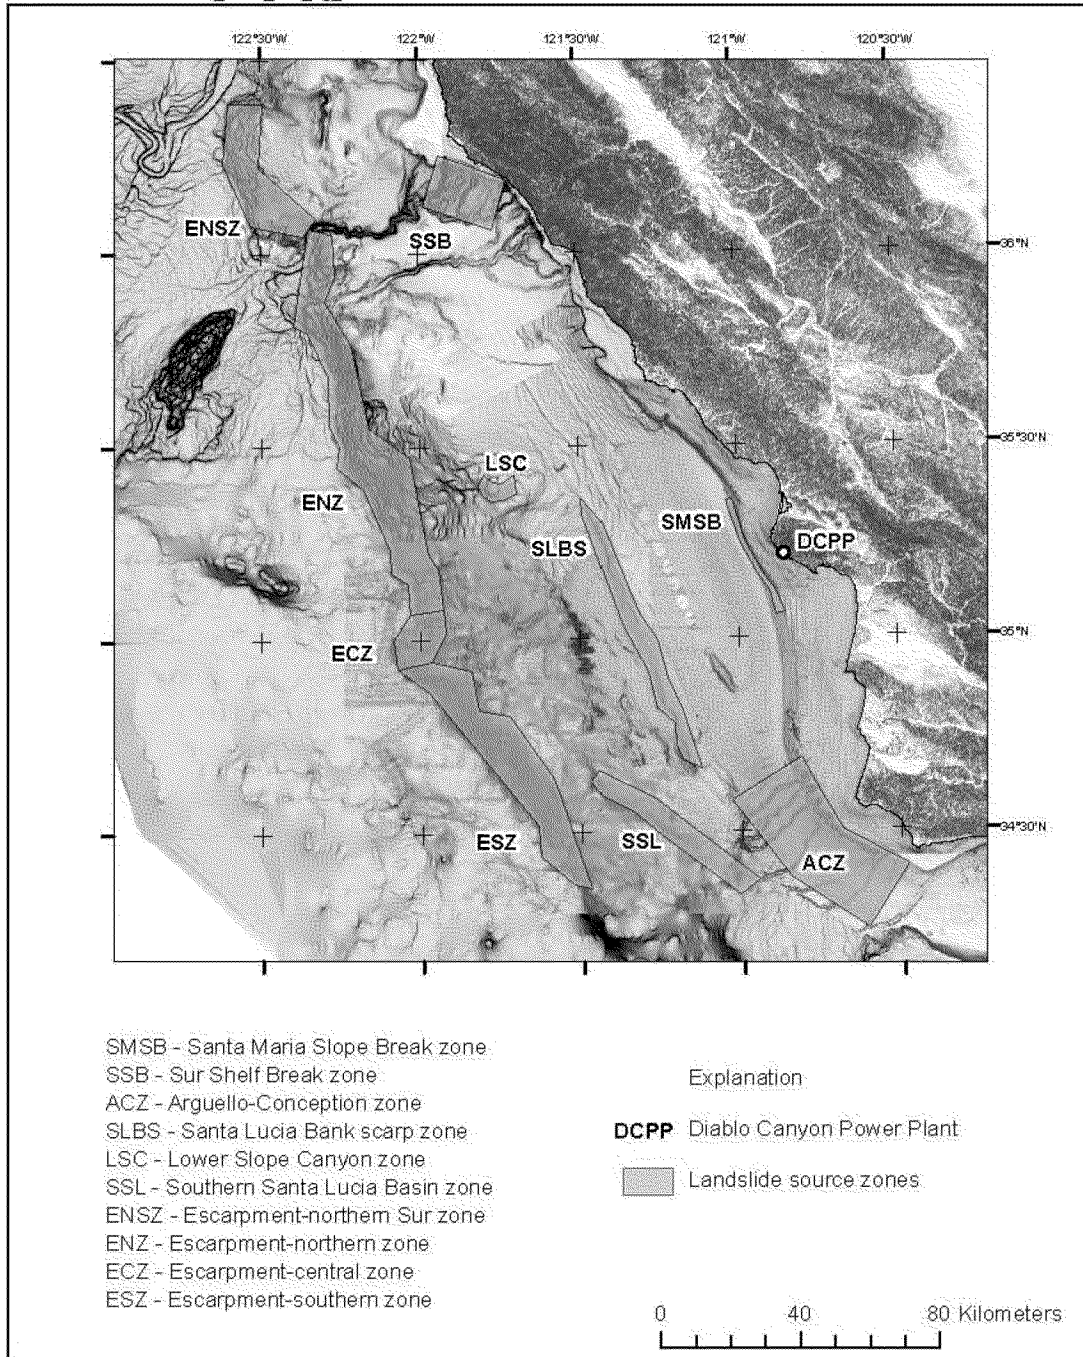 122°30'W 122°W 121°30'W 121°W 120°30'W
ENSZ
SSB
36°N
35°30'N
LSC
ENZ
SMSB
SLBS
DCPP
35°N
ECZ
34°30'N
ESZ
SSL
ACZ
SMSB - Santa Maria Slope Break zone
SSB - Sur Shelf Break zone
ACZ - Arguello-Conception zone
SLBS - Santa Lucia Bank scarp zone
LSC - Lower Slope Canyon zone
SSL - Southern Santa Lucia Basin zone
ENSZ - Escarpment-northern Sur zone
ENZ - Escarpment-northern zone
ECZ - Escarpment-central zone
ESZ - Escarpment-southern zone
Explanation
DCPP Diablo Canyon Power Plant
Landslide source zones
0 40 80 Kilometers